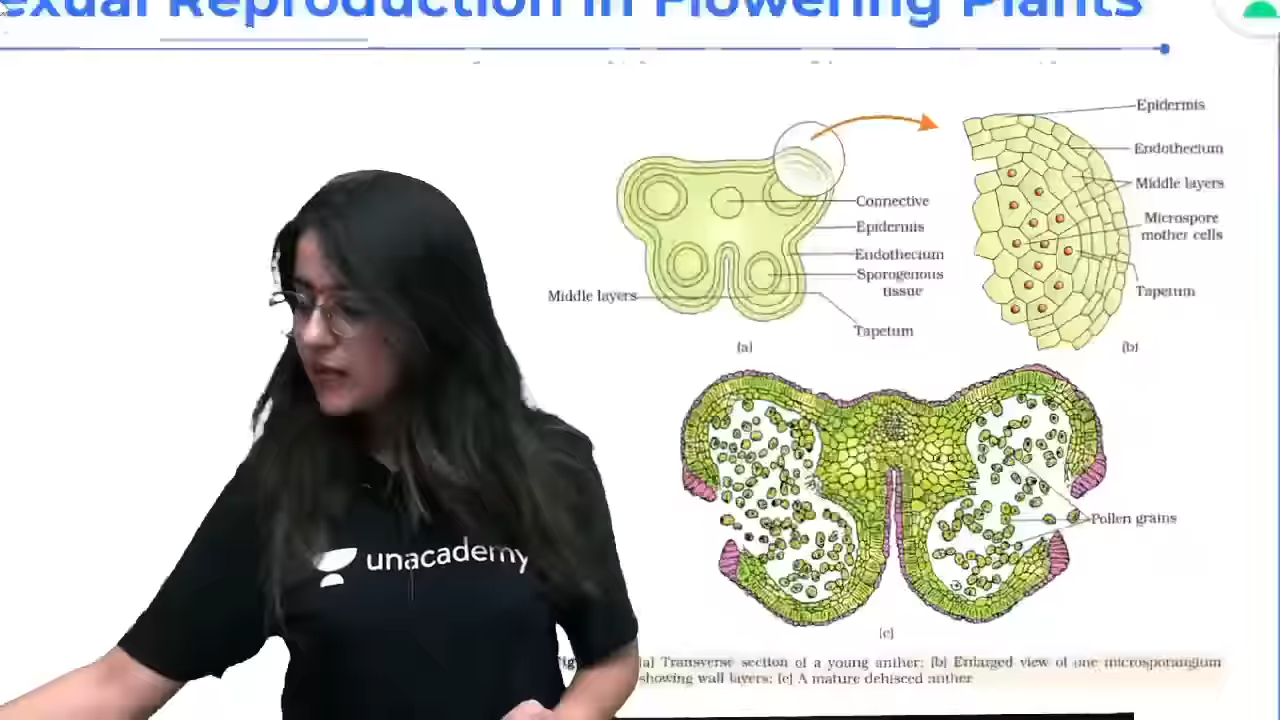 exual Reproduction in Flowering Plants
Epidermis
Endothecium
Middle layers
Microspore
mother cells
Tapetum
(b)
Connective
Epidermis
Endothecium
Sporogenous
tissue
Middle layers
Tapetum
(a)
unacademy
Pollen grains
(c)
(a) Transverse section of a young anther; (b) Enlarged view of one microsporangium
showing wall layers; (c) A mature dehisced anther